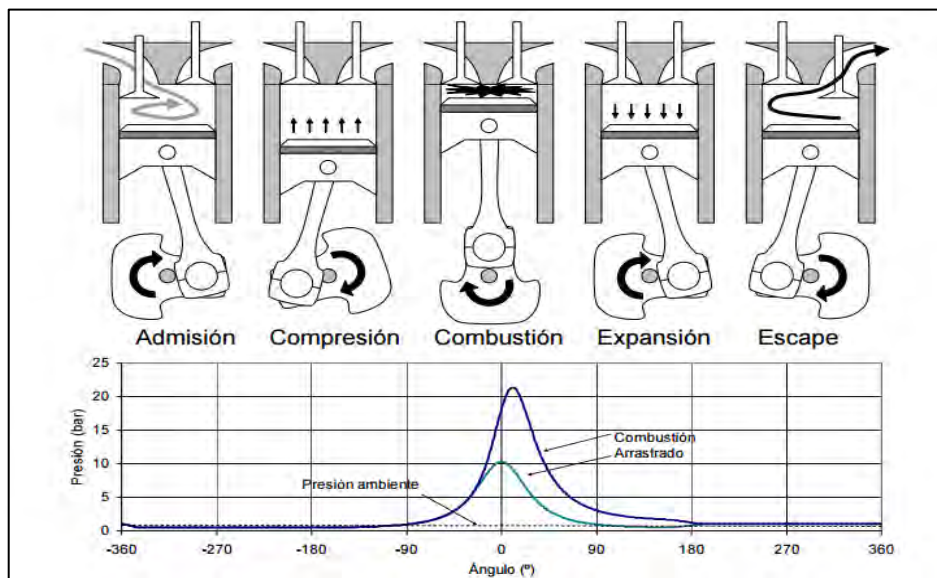 Admisión Compresión Combustión Expansión Escape
25
20
15
10
5
0
Presión (bar)
Combustión
Arrastrado
Presión ambiente
-360 -270 -180 -90 0 90 180 270 360
Ángulo (º)